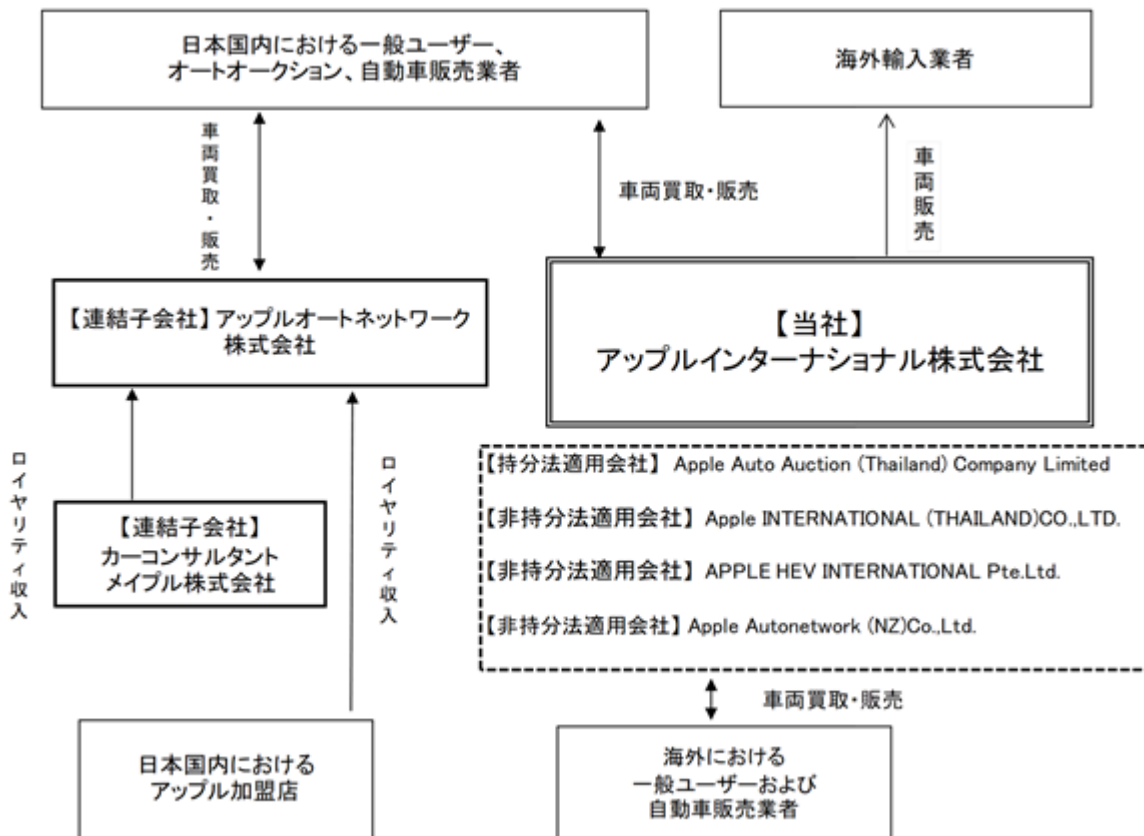 日本国内における一般ユーザー、
オートオークション、自動車販売業者
海外輸入業者
車両買取・販売
車両買取・販売
車両販売
【連結子会社】アップルオートネットワーク
株式会社
【当社】
アップルインターナショナル株式会社
ロイヤリティ収入
ロイヤリティ収入
【連結子会社】
カーコンサルタント
メイプル株式会社
【持分法適用会社】 Apple Auto Auction (Thailand) Company Limited
【非持分法適用会社】 Apple INTERNATIONAL (THAILAND)CO.,LTD.
【非持分法適用会社】 APPLE HEV INTERNATIONAL Pte.Ltd.
【非持分法適用会社】 Apple Autonetwork (NZ)Co.,Ltd.
車両買取・販売
日本国内における
アップル加盟店
海外における
一般ユーザーおよび
自動車販売業者